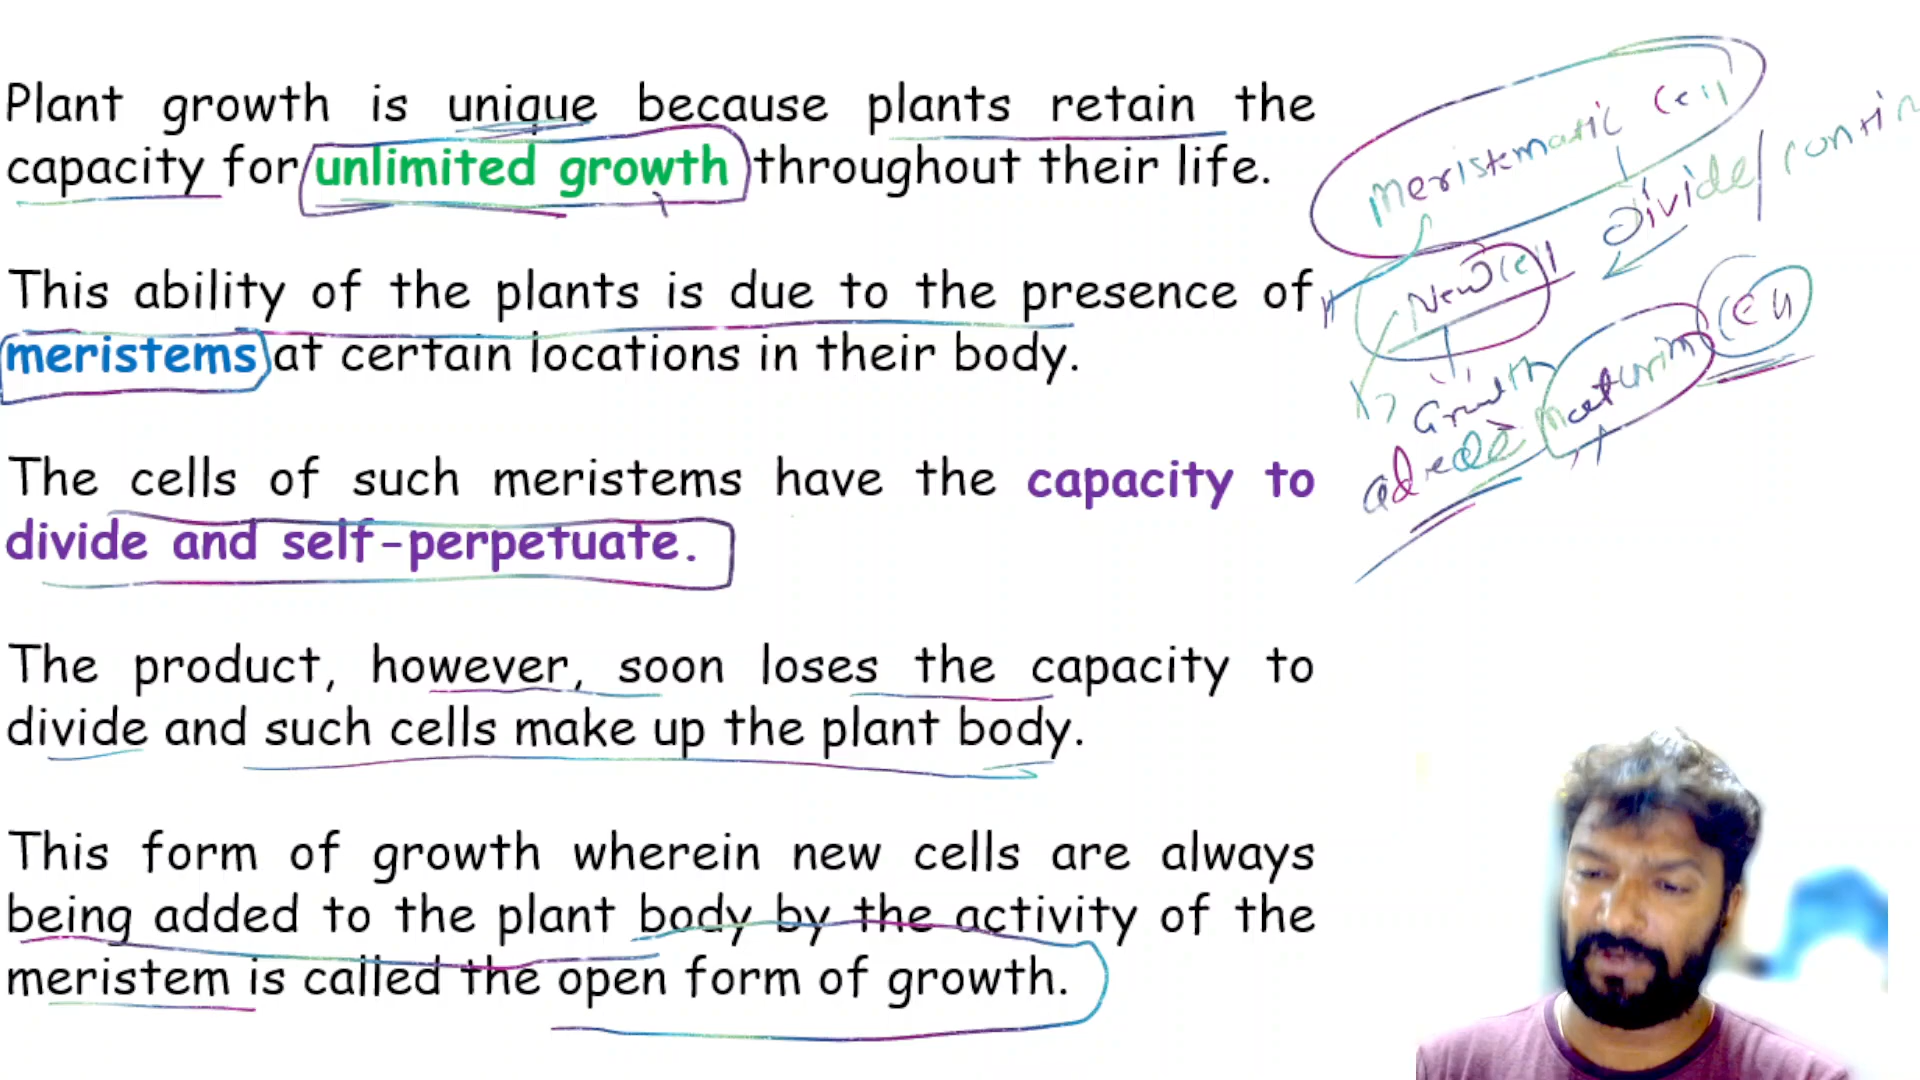 Plant growth is unique because plants retain the
capacity for unlimited growth throughout their life.
This ability of the plants is due to the presence of
meristems at certain locations in their body.
The cells of such meristems have the capacity to
divide and self-perpetuate.
The product, however, soon loses the capacity to
divide and such cells make up the plant body.
This form of growth wherein new cells are always
being added to the plant body by the activity of the
meristem is called the open form of growth.
Meristematic Cell
Divide/
New Cell
Cell
Growth